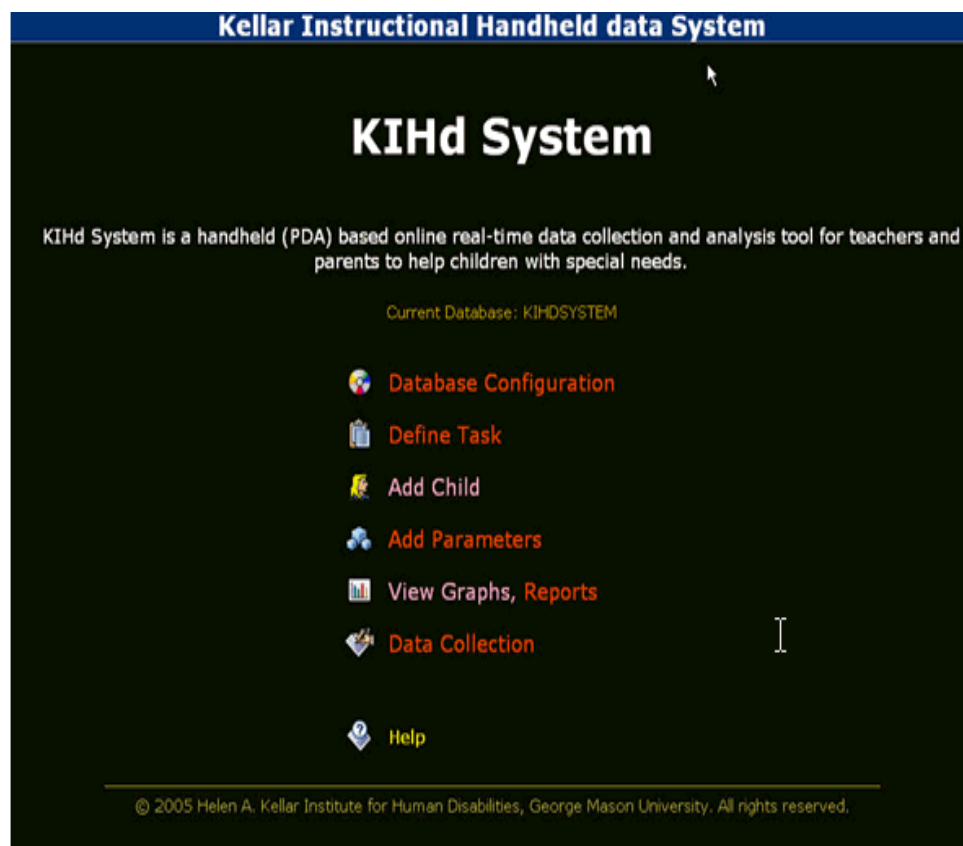 Kellar Instructional Handheld data System
KIHd System
KIHd System is a handheld (PDA) based online real-time data collection and analysis tool for teachers and
parents to help children with special needs.
Current Database: KIHDSYSTEM
Database Configuration
Define Task
Add Child
Add Parameters
View Graphs, Reports
Data Collection
Help
© 2005 Helen A. Kellar Institute for Human Disabilities, George Mason University. All rights reserved.